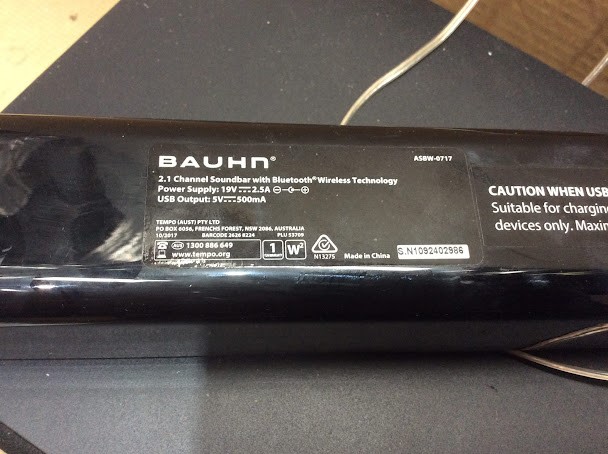 BAUHN®
ASBW-0717
2.1 Channel Soundbar with Bluetooth® Wireless Technology
Power Supply: 19V⎓2.5A
USB Output: 5V⎓500mA
TEMPO (AUST) PTY LTD
PO BOX 6056, FRENCHS FOREST, NSW 2086, AUSTRALIA
10/2017 BARCODE 2626 8224 PLU 53709
AUS 1300 886 649
www.tempo.org
1
W²
N13275
Made in China
S.N1092402986
CAUTION WHEN USB
Suitable for chargin
devices only. Maxim